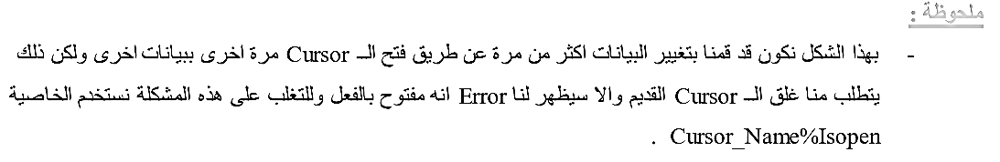 ملحوظة :
- بهذا الشكل نكون قد قمنا بتغيير البيانات اكثر من مرة عن طريق فتح الــ Cursor مرة اخرى ببيانات اخرى ولكن ذلك
يتطلب منا غلق الــ Cursor القديم والا سيظهر لنا Error انه مفتوح بالفعل وللتغلب على هذه المشكلة نستخدم الخاصية
Cursor_Name%Isopen .